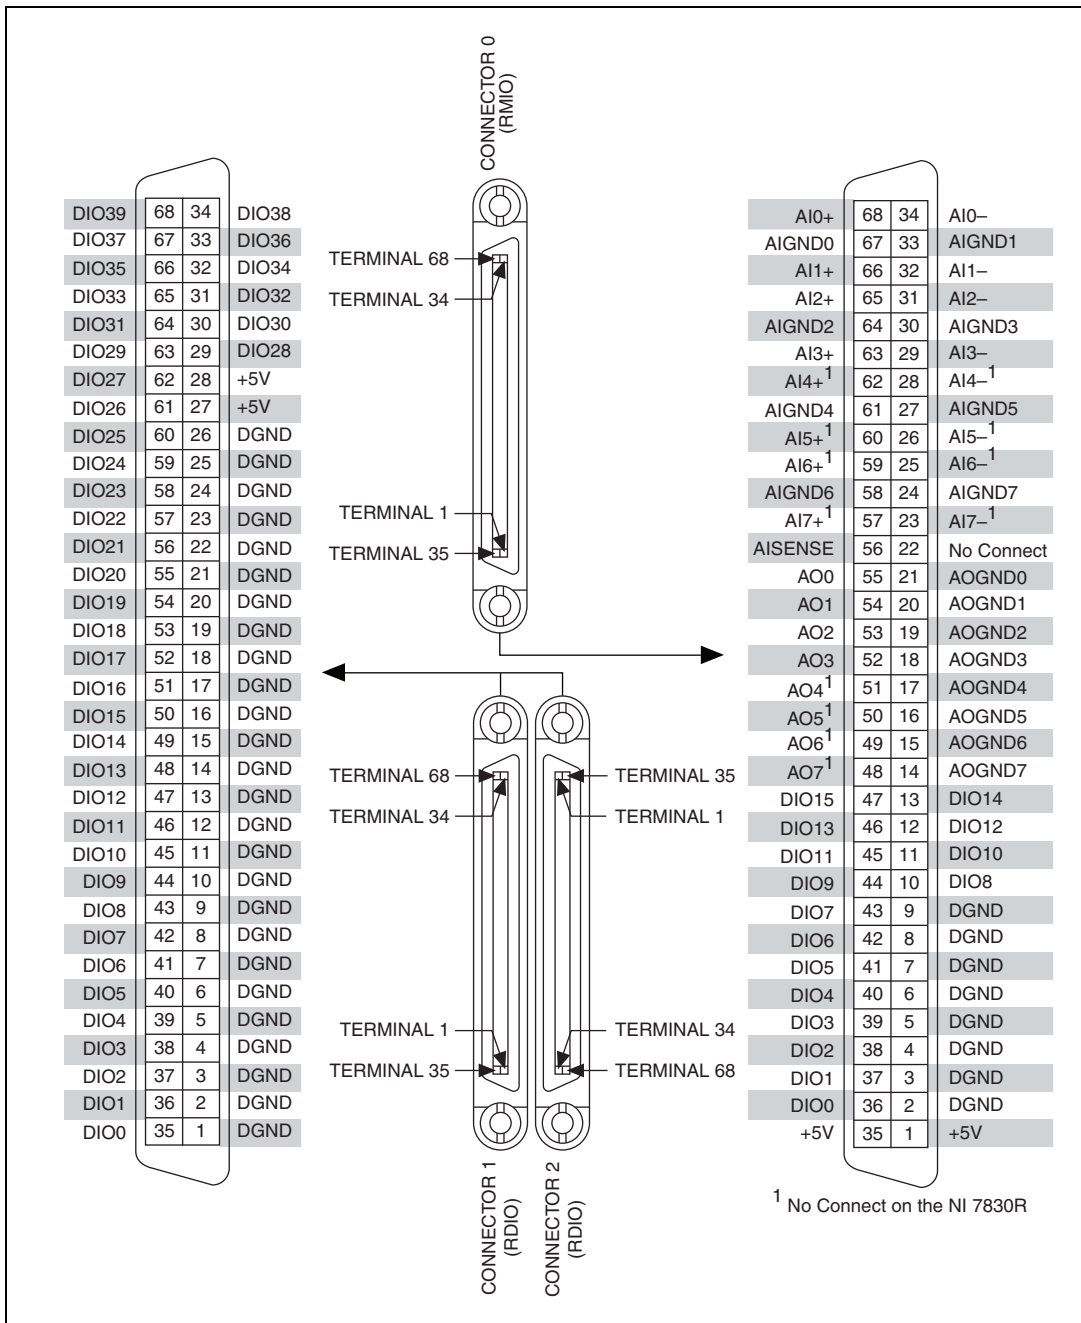 CONNECTOR 0
(RMIO)
DIO39 68 34 DIO38
DIO37 67 33 DIO36
DIO35 66 32 DIO34
DIO33 65 31 DIO32
DIO31 64 30 DIO30
DIO29 63 29 DIO28
DIO27 62 28 +5V
DIO26 61 27 +5V
DIO25 60 26 DGND
DIO24 59 25 DGND
DIO23 58 24 DGND
DIO22 57 23 DGND
DIO21 56 22 DGND
DIO20 55 21 DGND
DIO19 54 20 DGND
DIO18 53 19 DGND
DIO17 52 18 DGND
DIO16 51 17 DGND
DIO15 50 16 DGND
DIO14 49 15 DGND
DIO13 48 14 DGND
DIO12 47 13 DGND
DIO11 46 12 DGND
DIO10 45 11 DGND
DIO9 44 10 DGND
DIO8 43 9 DGND
DIO7 42 8 DGND
DIO6 41 7 DGND
DIO5 40 6 DGND
DIO4 39 5 DGND
DIO3 38 4 DGND
DIO2 37 3 DGND
DIO1 36 2 DGND
DIO0 35 1 DGND
TERMINAL 68
TERMINAL 34
TERMINAL 1
TERMINAL 35
TERMINAL 68
TERMINAL 34
TERMINAL 1
TERMINAL 35
TERMINAL 35
TERMINAL 1
TERMINAL 34
TERMINAL 68
CONNECTOR 1
(RDIO)
CONNECTOR 2
(RDIO)
AI0+ 68 34 AI0–
AIGND0 67 33 AIGND1
AI1+ 66 32 AI1–
AI2+ 65 31 AI2–
AIGND2 64 30 AIGND3
AI3+ 63 29 AI3–
AI4+¹ 62 28 AI4–¹
AIGND4 61 27 AIGND5
AI5+¹ 60 26 AI5–¹
AI6+¹ 59 25 AI6–¹
AIGND6 58 24 AIGND7
AI7+¹ 57 23 AI7–¹
AISENSE 56 22 No Connect
AO0 55 21 AOGND0
AO1 54 20 AOGND1
AO2 53 19 AOGND2
AO3 52 18 AOGND3
AO4¹ 51 17 AOGND4
AO5¹ 50 16 AOGND5
AO6¹ 49 15 AOGND6
AO7¹ 48 14 AOGND7
DIO15 47 13 DIO14
DIO13 46 12 DIO12
DIO11 45 11 DIO10
DIO9 44 10 DIO8
DIO7 43 9 DGND
DIO6 42 8 DGND
DIO5 41 7 DGND
DIO4 40 6 DGND
DIO3 39 5 DGND
DIO2 38 4 DGND
DIO1 37 3 DGND
DIO0 36 2 DGND
+5V 35 1 +5V
¹ No Connect on the NI 7830R